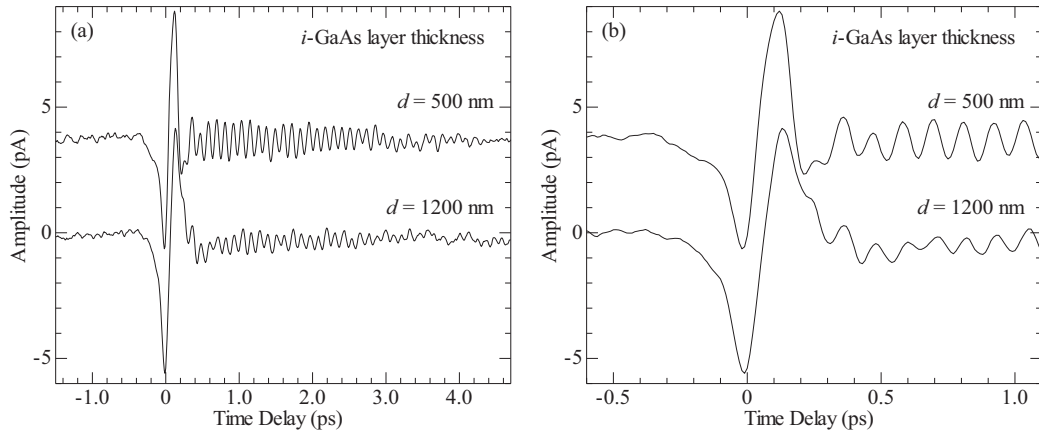 (a)
i-GaAs layer thickness
d = 500 nm
d = 1200 nm
Amplitude (pA)
5
0
-5
-1.0
0
1.0
2.0
3.0
4.0
Time Delay (ps)
(b)
i-GaAs layer thickness
d = 500 nm
d = 1200 nm
Amplitude (pA)
5
0
-5
-0.5
0
0.5
1.0
Time Delay (ps)